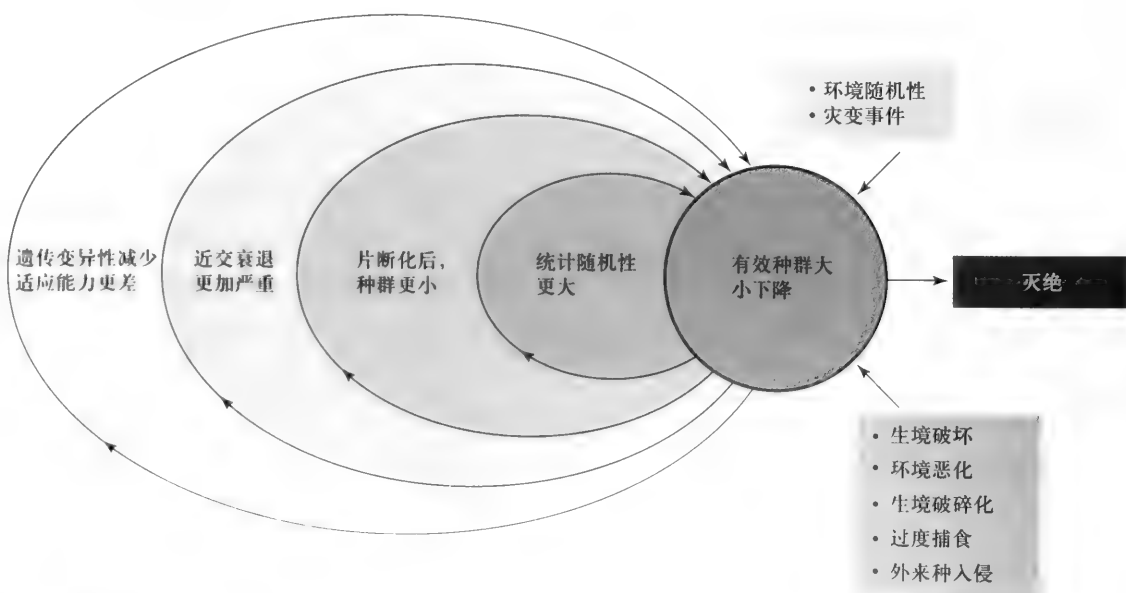 • 环境随机性
• 灾变事件
遗传变异性减少
适应能力更差
近交衰退
更加严重
片断化后，
种群更小
统计随机性
更大
有效种群大
小下降
灭绝
• 生境破坏
• 环境恶化
• 生境破碎化
• 过度捕食
• 外来种入侵